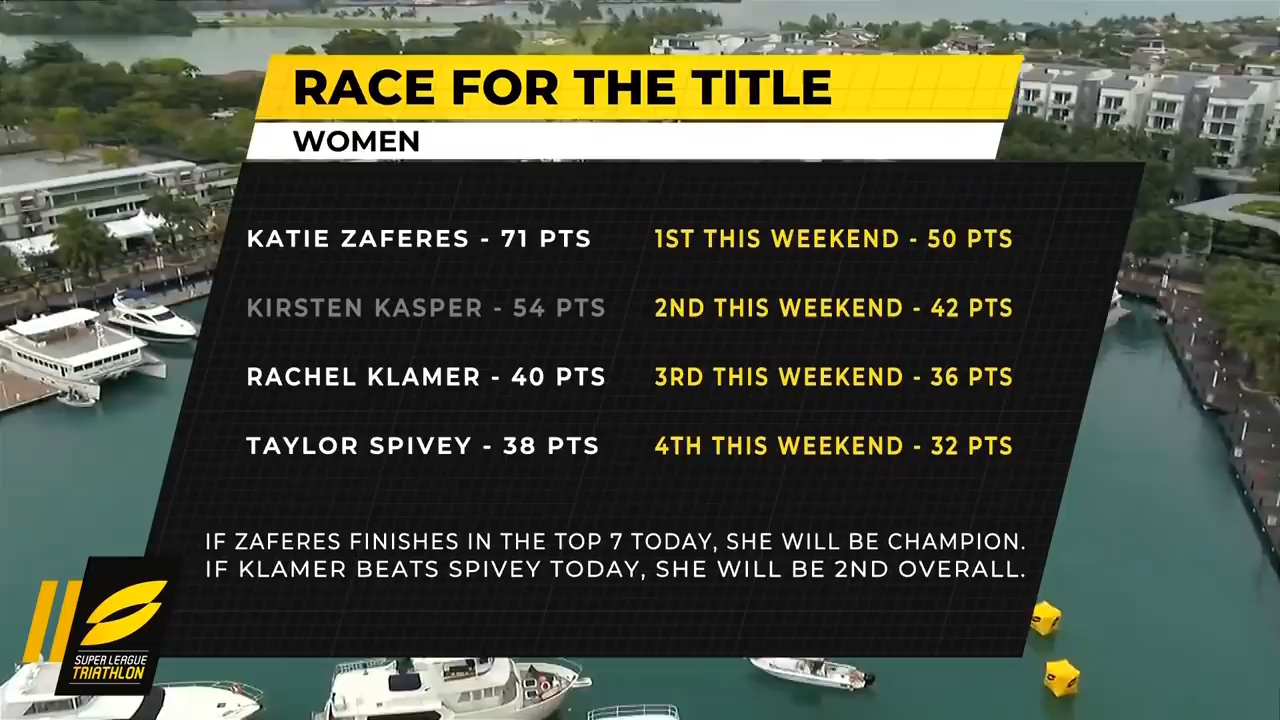 RACE FOR THE TITLE
WOMEN
KATIE ZAFERES - 71 PTS 1ST THIS WEEKEND - 50 PTS
KIRSTEN KASPER - 54 PTS 2ND THIS WEEKEND - 42 PTS
RACHEL KLAMER - 40 PTS 3RD THIS WEEKEND - 36 PTS
TAYLOR SPIVEY - 38 PTS 4TH THIS WEEKEND - 32 PTS
IF ZAFERES FINISHES IN THE TOP 7 TODAY, SHE WILL BE CHAMPION.
IF KLAMER BEATS SPIVEY TODAY, SHE WILL BE 2ND OVERALL.
SUPER LEAGUE
TRIATHLON